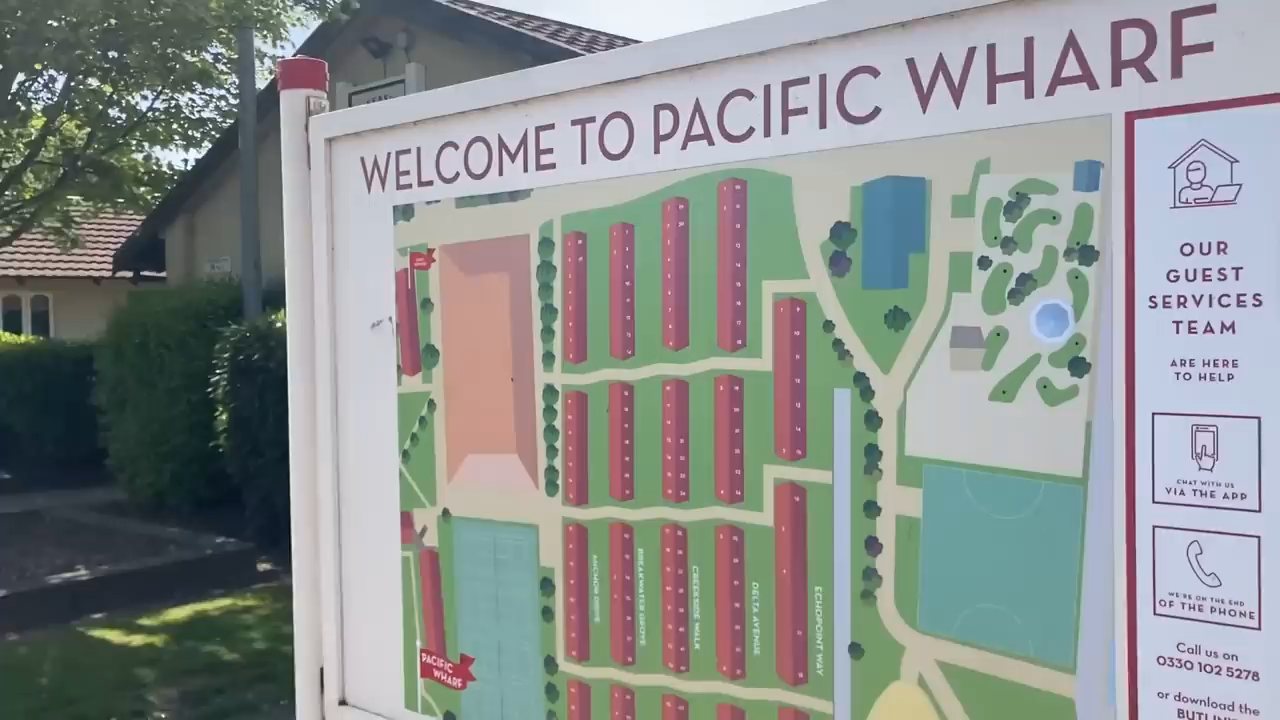 WELCOME TO PACIFIC WHARF
OUR
GUEST
SERVICES
TEAM
ARE HERE
TO HELP
CHAT WITH US
VIA THE APP
WE'RE ON THE END
OF THE PHONE
Call us on
0330 102 5278
or download the
ANCHOR DRIVE
BREAKWATER GROVE
CREEKSIDE WALK
DELTA AVENUE
ECHOPOINT WAY
PACIFIC
WHARF